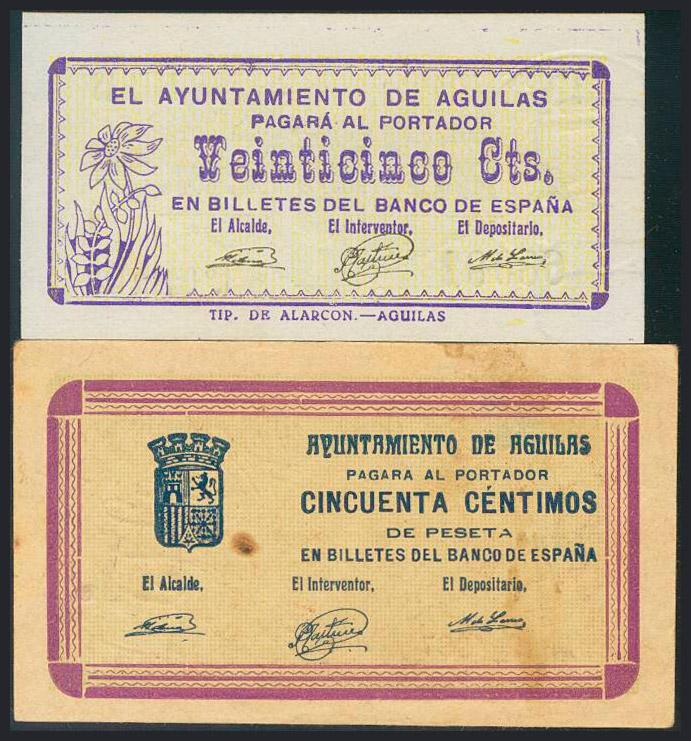 EL AYUNTAMIENTO DE AGUILAS
PAGARÁ AL PORTADOR
Veinticinco Cts.
EN BILLETES DEL BANCO DE ESPAÑA
El Alcalde, El Interventor, El Depositario,
TIP. DE ALARCON.—AGUILAS
AYUNTAMIENTO DE AGUILAS
PAGARA AL PORTADOR
CINCUENTA CÉNTIMOS
DE PESETA
EN BILLETES DEL BANCO DE ESPAÑA
El Alcalde, El Interventor, El Depositario,